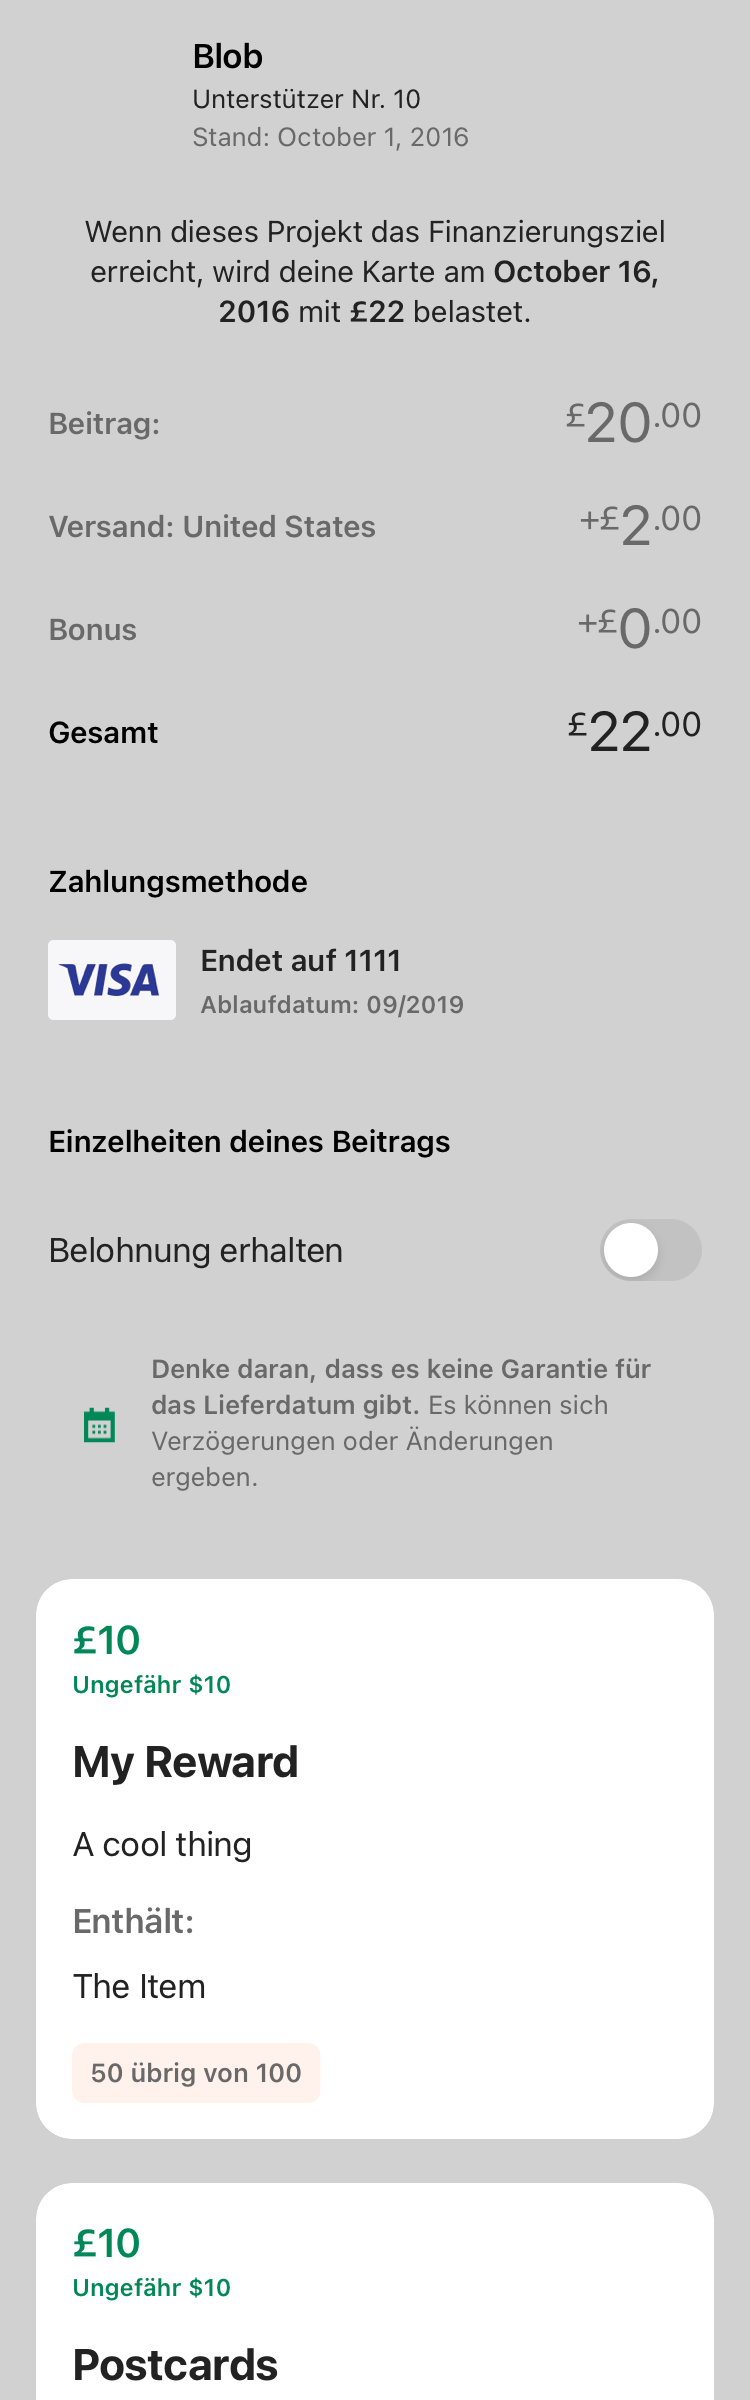 Blob
Unterstützer Nr. 10
Stand: October 1, 2016
Wenn dieses Projekt das Finanzierungsziel
erreicht, wird deine Karte am October 16,
2016 mit £22 belastet.
Beitrag: £20.00
Versand: United States +£2.00
Bonus +£0.00
Gesamt £22.00
Zahlungsmethode
VISA
Endet auf 1111
Ablaufdatum: 09/2019
Einzelheiten deines Beitrags
Belohnung erhalten
Denke daran, dass es keine Garantie für
das Lieferdatum gibt. Es können sich
Verzögerungen oder Änderungen
ergeben.
£10
Ungefähr $10
My Reward
A cool thing
Enthält:
The Item
50 übrig von 100
£10
Ungefähr $10
Postcards